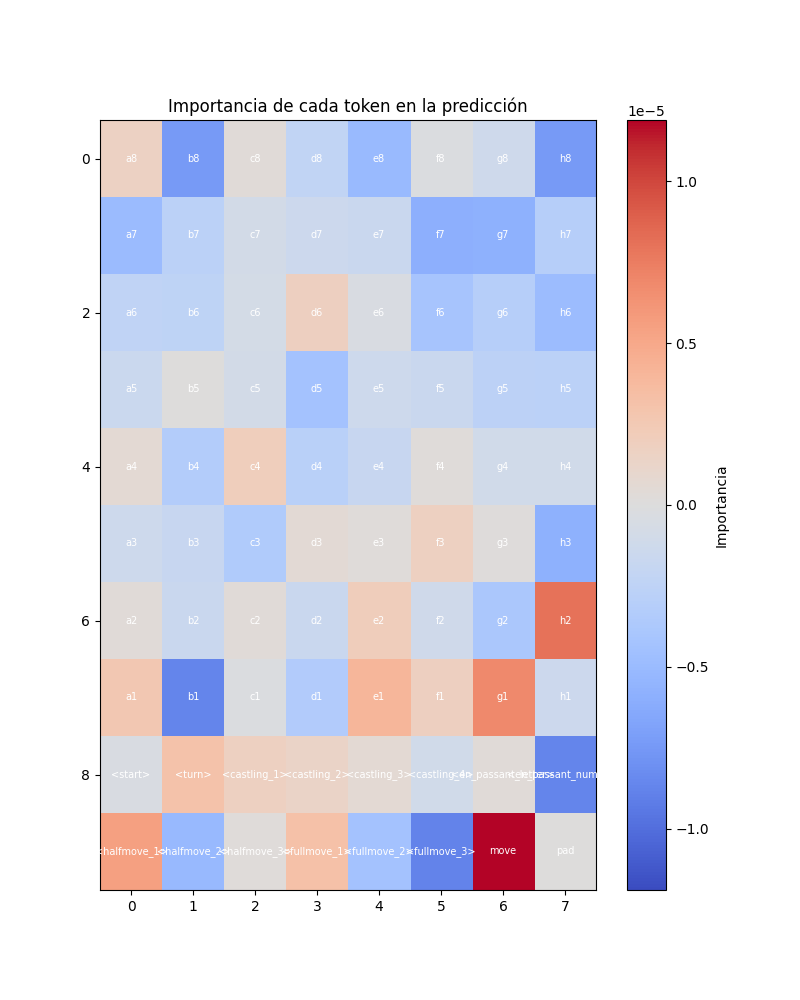 Importancia de cada token en la predicción
1e−5
0 a8 b8 c8 d8 e8 f8 g8 h8
a7 b7 c7 d7 e7 f7 g7 h7
2 a6 b6 c6 d6 e6 f6 g6 h6
a5 b5 c5 d5 e5 f5 g5 h5
4 a4 b4 c4 d4 e4 f4 g4 h4
a3 b3 c3 d3 e3 f3 g3 h3
6 a2 b2 c2 d2 e2 f2 g2 h2
a1 b1 c1 d1 e1 f1 g1 h1
8 <start> <turn> <castling_1> <castling_2> <castling_3>
<halfmove_1> <halfmove_2> <halfmove_3> <fullmove_1> <fullmove_2> <fullmove_3> move pad
0 1 2 3 4 5 6 7
1.0
0.5
0.0
−0.5
−1.0
Importancia